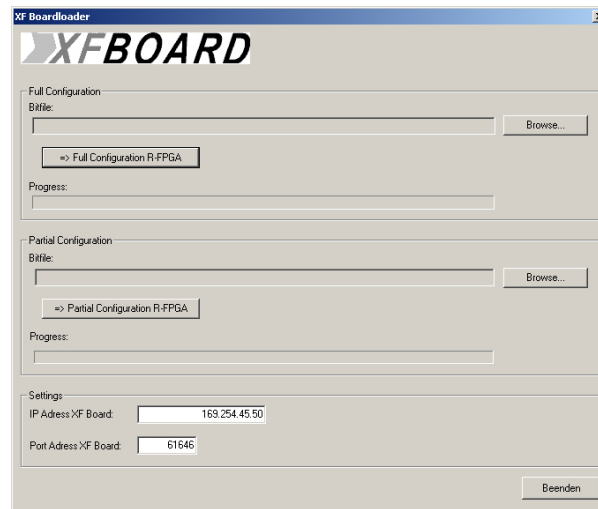 XF Boardloader
XFBOARD
Full Configuration
Bitfile:
Browse...
=> Full Configuration R-FPGA
Progress:
Partial Configuration
Bitfile:
Browse...
=> Partial Configuration R-FPGA
Progress:
Settings
IP Adress XF Board: 169.254.45.50
Port Adress XF Board: 61646
Beenden